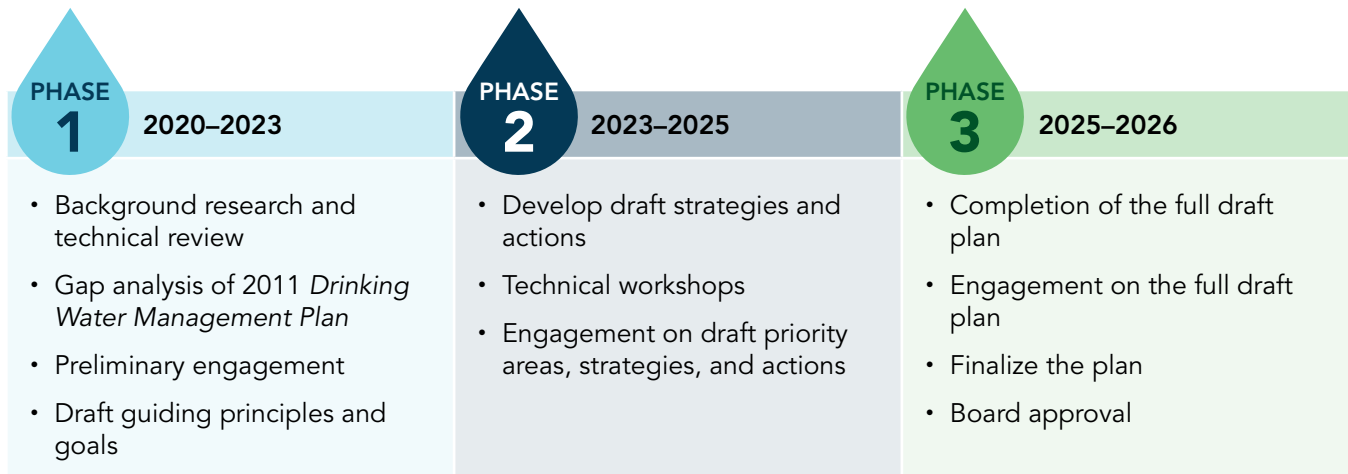 PHASE
1
2020–2023
• Background research and
technical review
• Gap analysis of 2011 Drinking
Water Management Plan
• Preliminary engagement
• Draft guiding principles and
goals
PHASE
2
2023–2025
• Develop draft strategies and
actions
• Technical workshops
• Engagement on draft priority
areas, strategies, and actions
PHASE
3
2025–2026
• Completion of the full draft
plan
• Engagement on the full draft
plan
• Finalize the plan
• Board approval